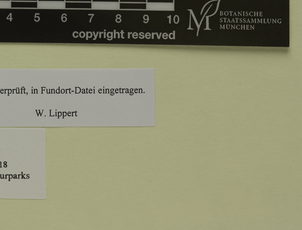 4 5 6 7 8 9 10
copyright reserved
BOTANISCHE
STAATSSAMMLUNG
MÜNCHEN
erprüft, in Fundort-Datei eingetragen.
W. Lippert
18
urparks